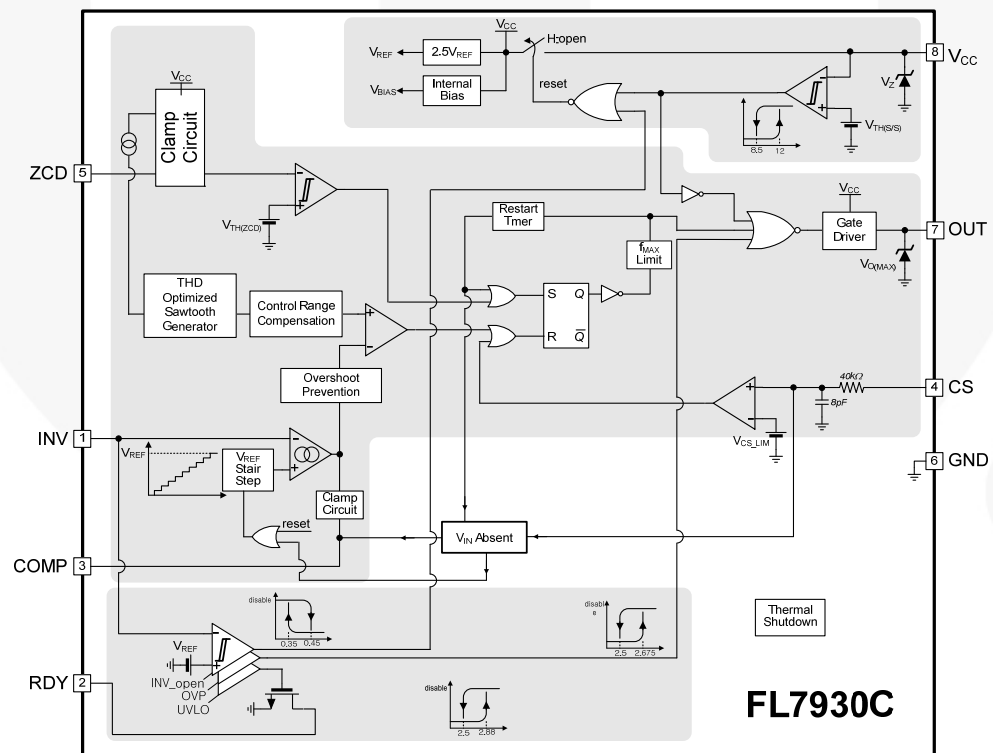 VCC
H:open
VREF
2.5VREF
8
VCC
VZ
Internal
Bias
VBIAS
reset
VTH(S/S)
8.5
12
VCC
Clamp
Circuit
5
ZCD
VTH(ZCD)
Restart
Tmer
VCC
Gate
Driver
7
OUT
VO(MAX)
fMAX
Limit
THD
Optimized
Sawtooth
Generator
Control Range
Compensation
S
Q
R
Q̅
Overshoot
Prevention
40kΩ
8pF
4
CS
VCS_LIM
6
GND
INV
1
VREF
VREF
Stair
Step
Clamp
Circuit
reset
VIN Absent
COMP
3
disable
0.35
0.45
disabl
e
2.5
2.675
Thermal
Shutdown
VREF
INV_open
OVP
UVLO
RDY
2
disable
2.5
2.88
FL7930C